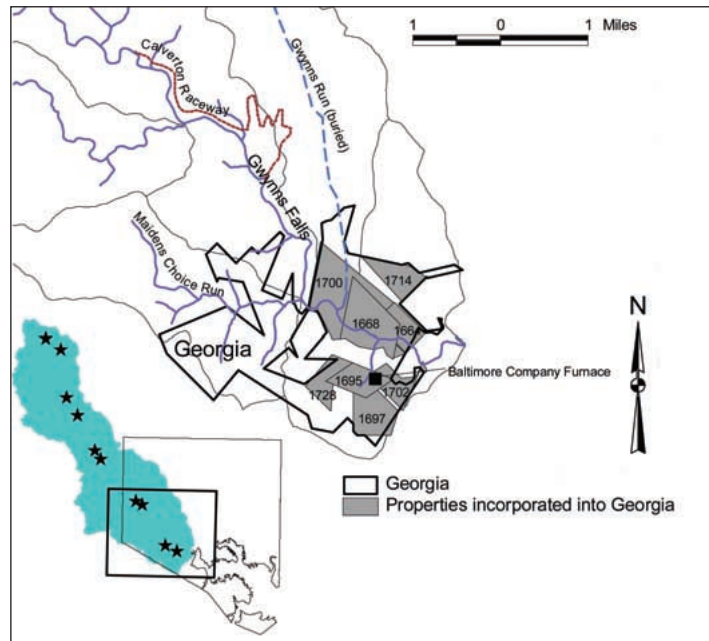 1 0 1 Miles
Calverton Raceway
Gwynns Run (buried)
Gwynns Falls
Maidens Choice Run
1700
1714
1668
166
Georgia
N
Baltimore Company Furnace
1695
1702
1728
1697
Georgia
Properties incorporated into Georgia